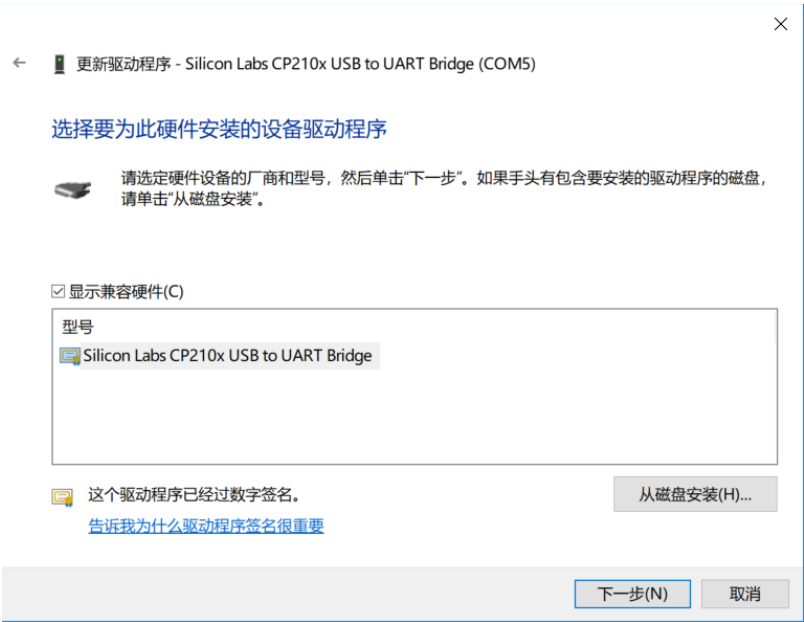 更新驱动程序 - Silicon Labs CP210x USB to UART Bridge (COM5)
选择要为此硬件安装的设备驱动程序
请选定硬件设备的厂商和型号，然后单击“下一步”。如果手头有包含要安装的驱动程序的磁盘，
请单击“从磁盘安装”。
显示兼容硬件(C)
型号
Silicon Labs CP210x USB to UART Bridge
这个驱动程序已经过数字签名。
从磁盘安装(H)...
告诉我为什么驱动程序签名很重要
下一步(N)
取消